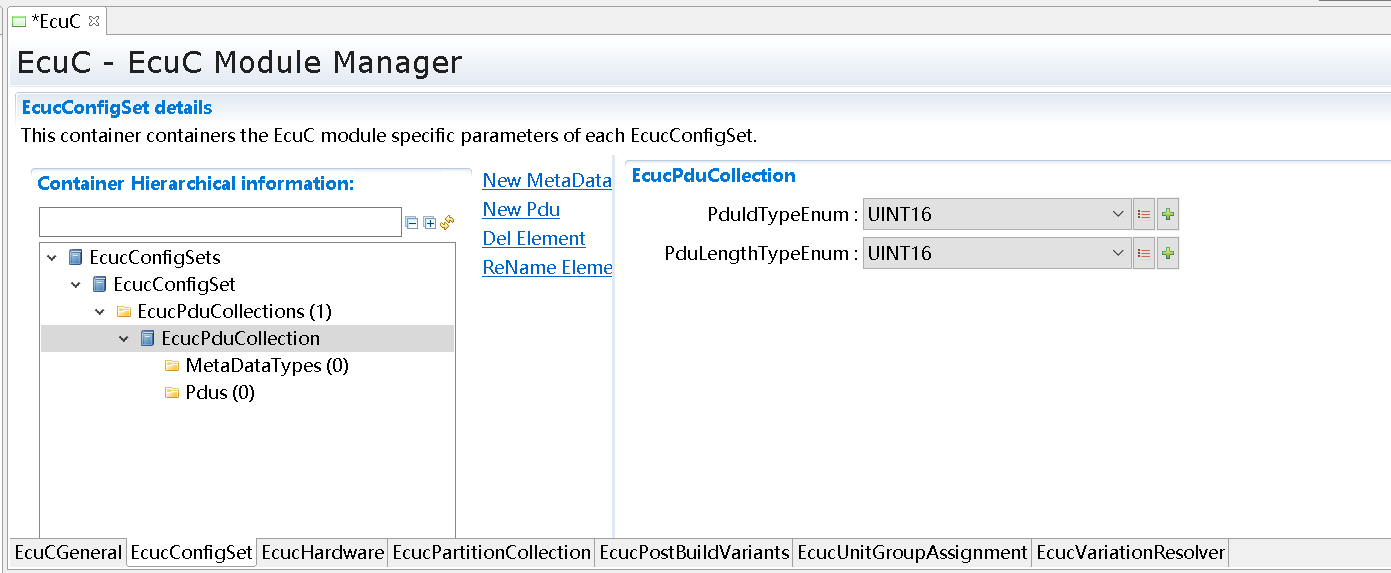 *EcuC
EcuC - EcuC Module Manager
EcucConfigSet details
This container containers the EcuC module specific parameters of each EcucConfigSet.
Container Hierarchical information:
EcucConfigSets
EcucConfigSet
EcucPduCollections (1)
EcucPduCollection
MetaDataTypes (0)
Pdus (0)
New MetaData
New Pdu
Del Element
ReName Eleme
EcucPduCollection
PduIdTypeEnum : UINT16
PduLengthTypeEnum : UINT16
EcuCGeneral EcucConfigSet EcucHardware EcucPartitionCollection EcucPostBuildVariants EcucUnitGroupAssignment EcucVariationResolver